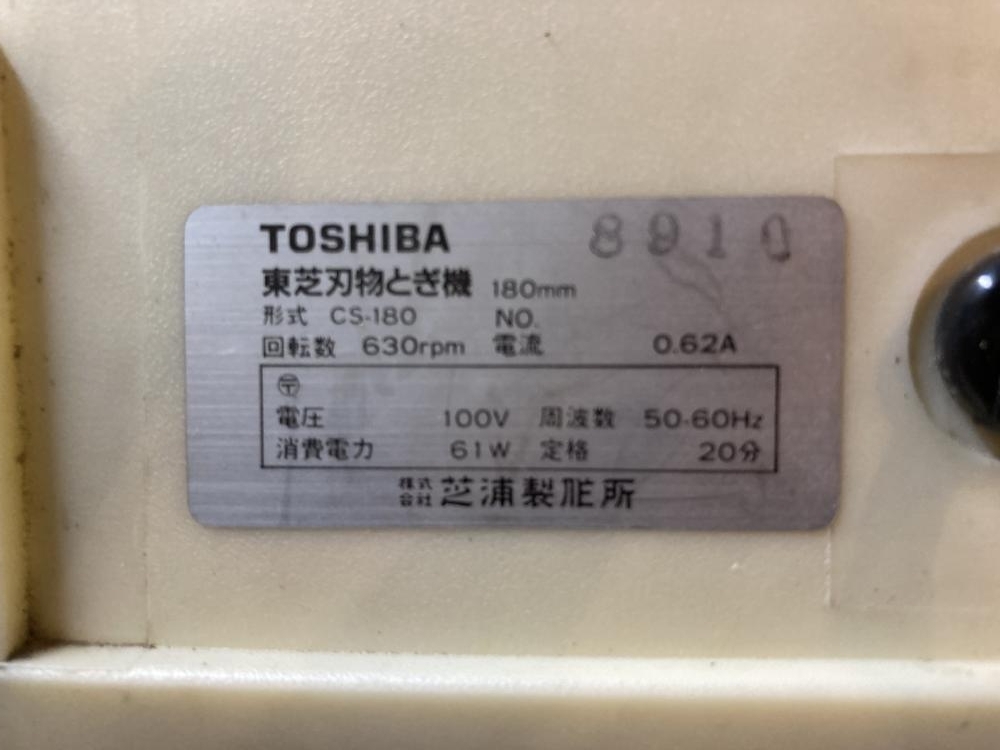 TOSHIBA 8910
東芝刃物とぎ機 180mm
形式 CS-180 NO.
回転数 630rpm 電流 0.62A
〒
電圧 100V 周波数 50-60Hz
消費電力 61W 定格 20分
株式会社 芝浦製作所